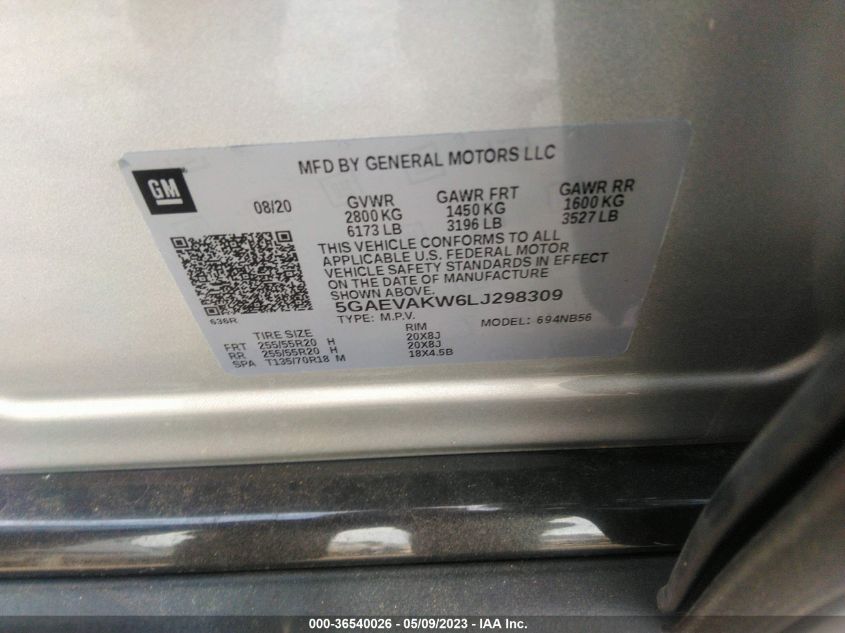 MFD BY GENERAL MOTORS LLC
GM
08/20
GVWR GAWR FRT GAWR RR
2800 KG 1450 KG 1600 KG
6173 LB 3196 LB 3527 LB
THIS VEHICLE CONFORMS TO ALL
APPLICABLE U.S. FEDERAL MOTOR
VEHICLE SAFETY STANDARDS IN EFFECT
ON THE DATE OF MANUFACTURE
SHOWN ABOVE.
5GAEVAKW6LJ298309
636R
TYPE: M.P.V. MODEL: 694NB56
TIRE SIZE RIM
FRT 255/55R20 H 20X8J
RR 255/55R20 H 20X8J
SPA T135/70R18 M 18X4.5B
000-36540026 - 05/09/2023 - IAA Inc.